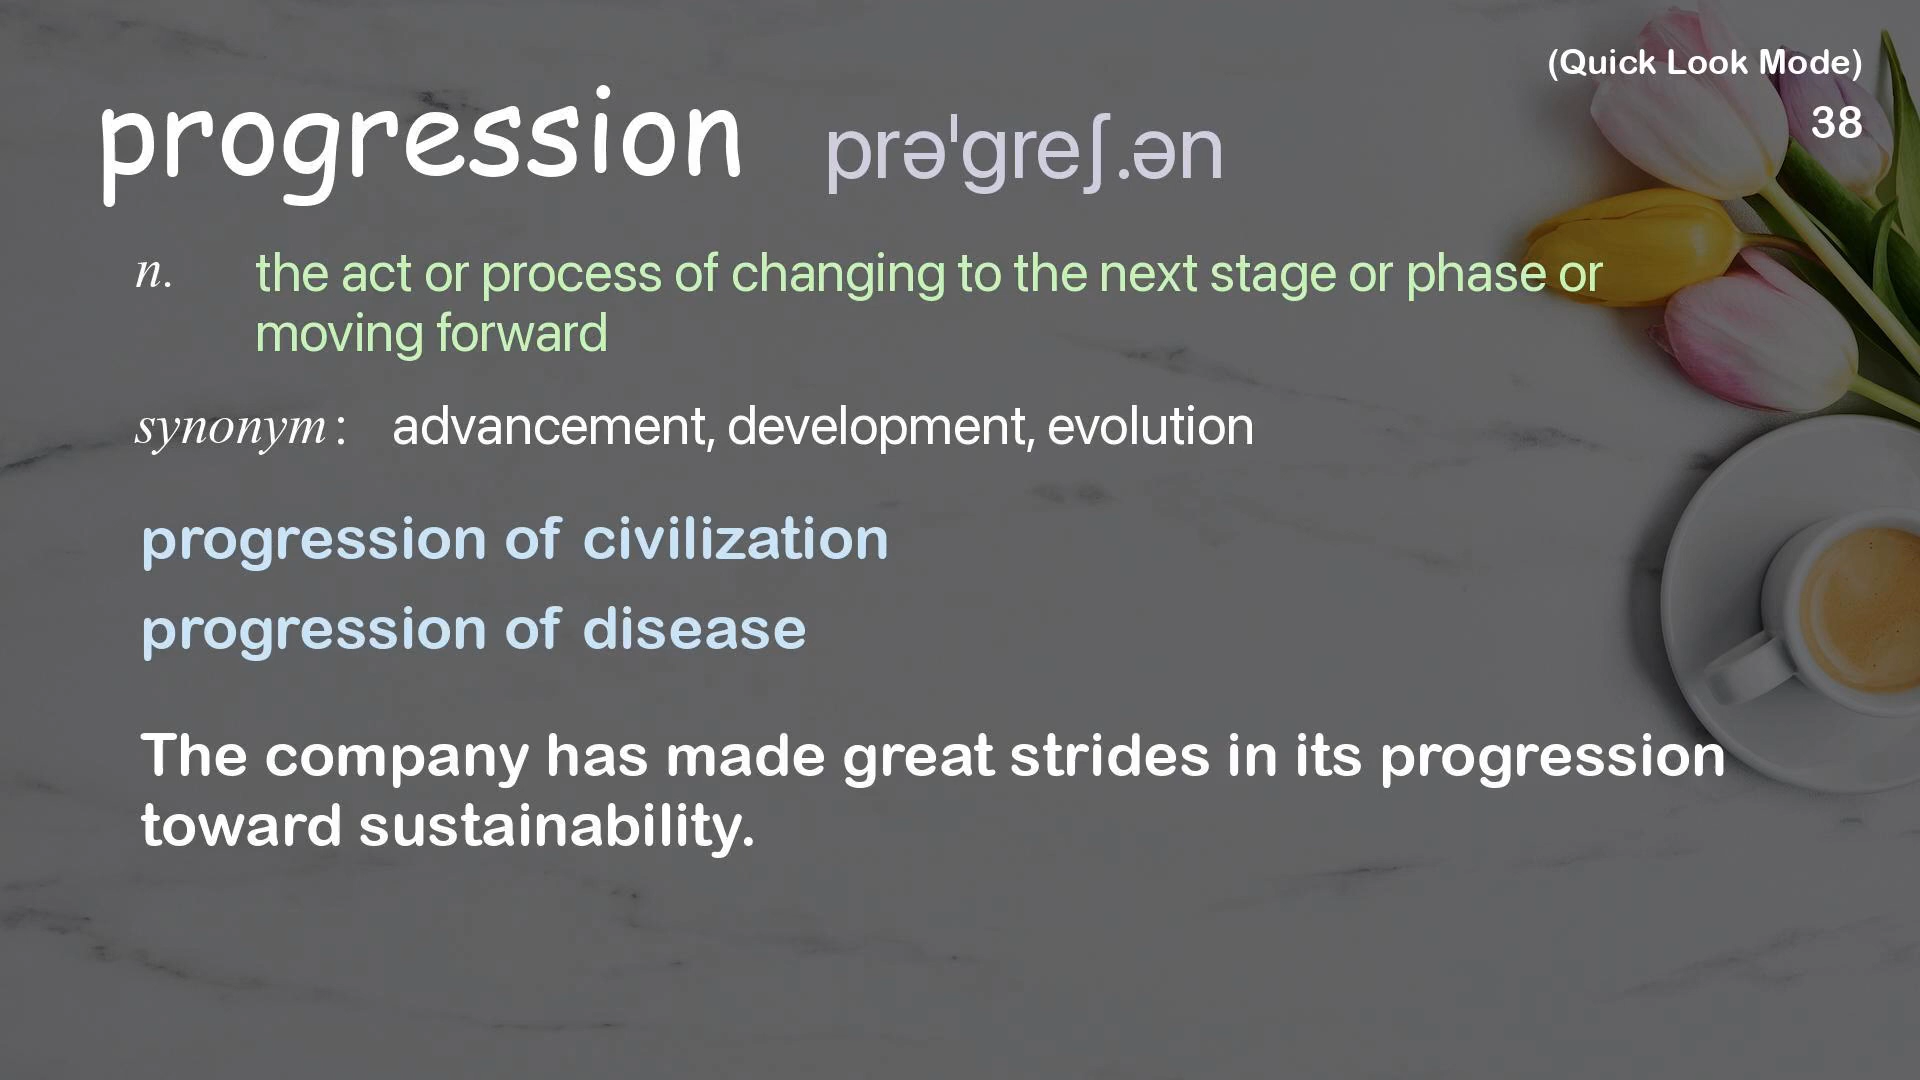 (Quick Look Mode)
progression prəˈɡreʃ.ən
38
n. the act or process of changing to the next stage or phase or
moving forward
synonym: advancement, development, evolution
progression of civilization
progression of disease
The company has made great strides in its progression
toward sustainability.